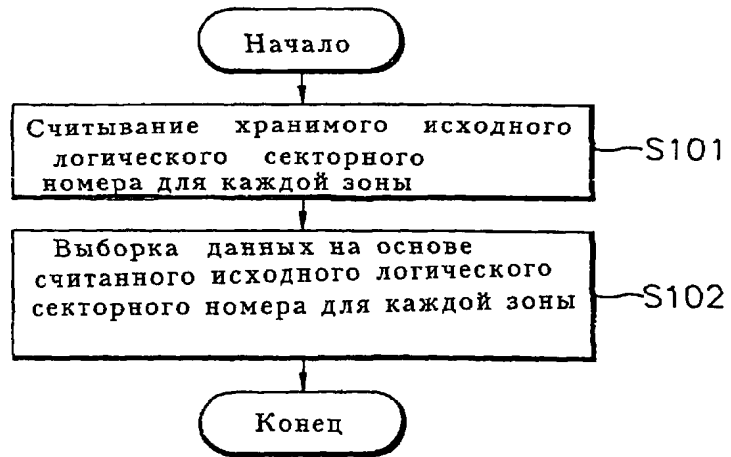 Начало
Считывание хранимого исходного
логического секторного
номера для каждой зоны
S101
Выборка данных на основе
считанного исходного логического
секторного номера для каждой зоны
S102
Конец